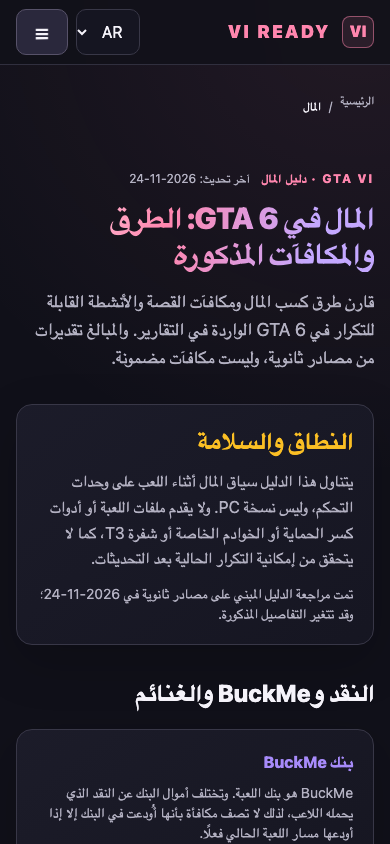 VI VI READY
AR
الرئيسية / المال
GTA VI • دليل المال آخر تحديث: 2026-11-24
المال في GTA 6: الطرق
والمكافآت المذكورة
قارن طرق كسب المال ومكافآت القصة والأنشطة القابلة
للتكرار في GTA 6 الواردة في التقارير. والمبالغ تقديرات
من مصادر ثانوية، وليست مكافآت مضمونة.
النطاق والسلامة
يتناول هذا الدليل سياق المال أثناء اللعب على وحدات
التحكم، وليس نسخة PC. ولا يقدم ملفات اللعبة أو أدوات
كسر الحماية أو الخوادم الخاصة أو شفرة T3، كما لا
يتحقق من إمكانية التكرار الحالية بعد التحديثات.
تمت مراجعة الدليل المبني على مصادر ثانوية في 2026-11-24؛
وقد تتغير التفاصيل المذكورة.
النقد وBuckMe والغنائم
بنك BuckMe
BuckMe هو بنك اللعبة. وتختلف أموال البنك عن النقد الذي
يحمله اللاعب، لذلك لا تصف مكافأة بأنها أُودعت في البنك إلا إذا
أودعها مسار اللعبة الحالي فعلًا.